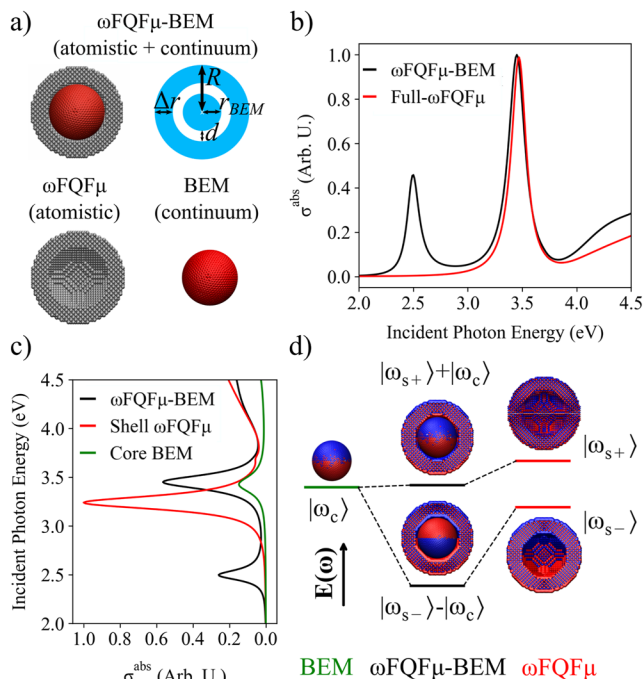 a)
ωFQFμ-BEM
(atomistic + continuum)
R
Δr
r_BEM
d
ωFQFμ
(atomistic)
BEM
(continuum)
b)
ωFQFμ-BEM
Full-ωFQFμ
σ^abs (Arb. U.)
1.0
0.8
0.6
0.4
0.2
0.0
2.0 2.5 3.0 3.5 4.0 4.5
Incident Photon Energy (eV)
c)
ωFQFμ-BEM
Shell ωFQFμ
Core BEM
Incident Photon Energy (eV)
4.5
4.0
3.5
3.0
2.5
2.0
1.0 0.8 0.6 0.4 0.2 0.0
σ^abs (Arb. U.)
d)
|ω_s+⟩+|ω_c⟩
|ω_s+⟩
|ω_c⟩
|ω_s-⟩
E(ω)
|ω_s-⟩-|ω_c⟩
BEM ωFQFμ-BEM ωFQFμ